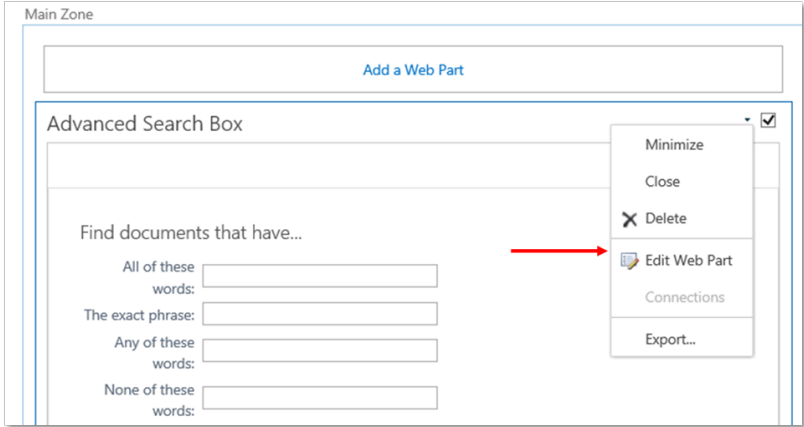 Main Zone
Add a Web Part
Advanced Search Box
Minimize
Close
Delete
Edit Web Part
Connections
Export...
Find documents that have...
All of these
words:
The exact phrase:
Any of these
words:
None of these
words: